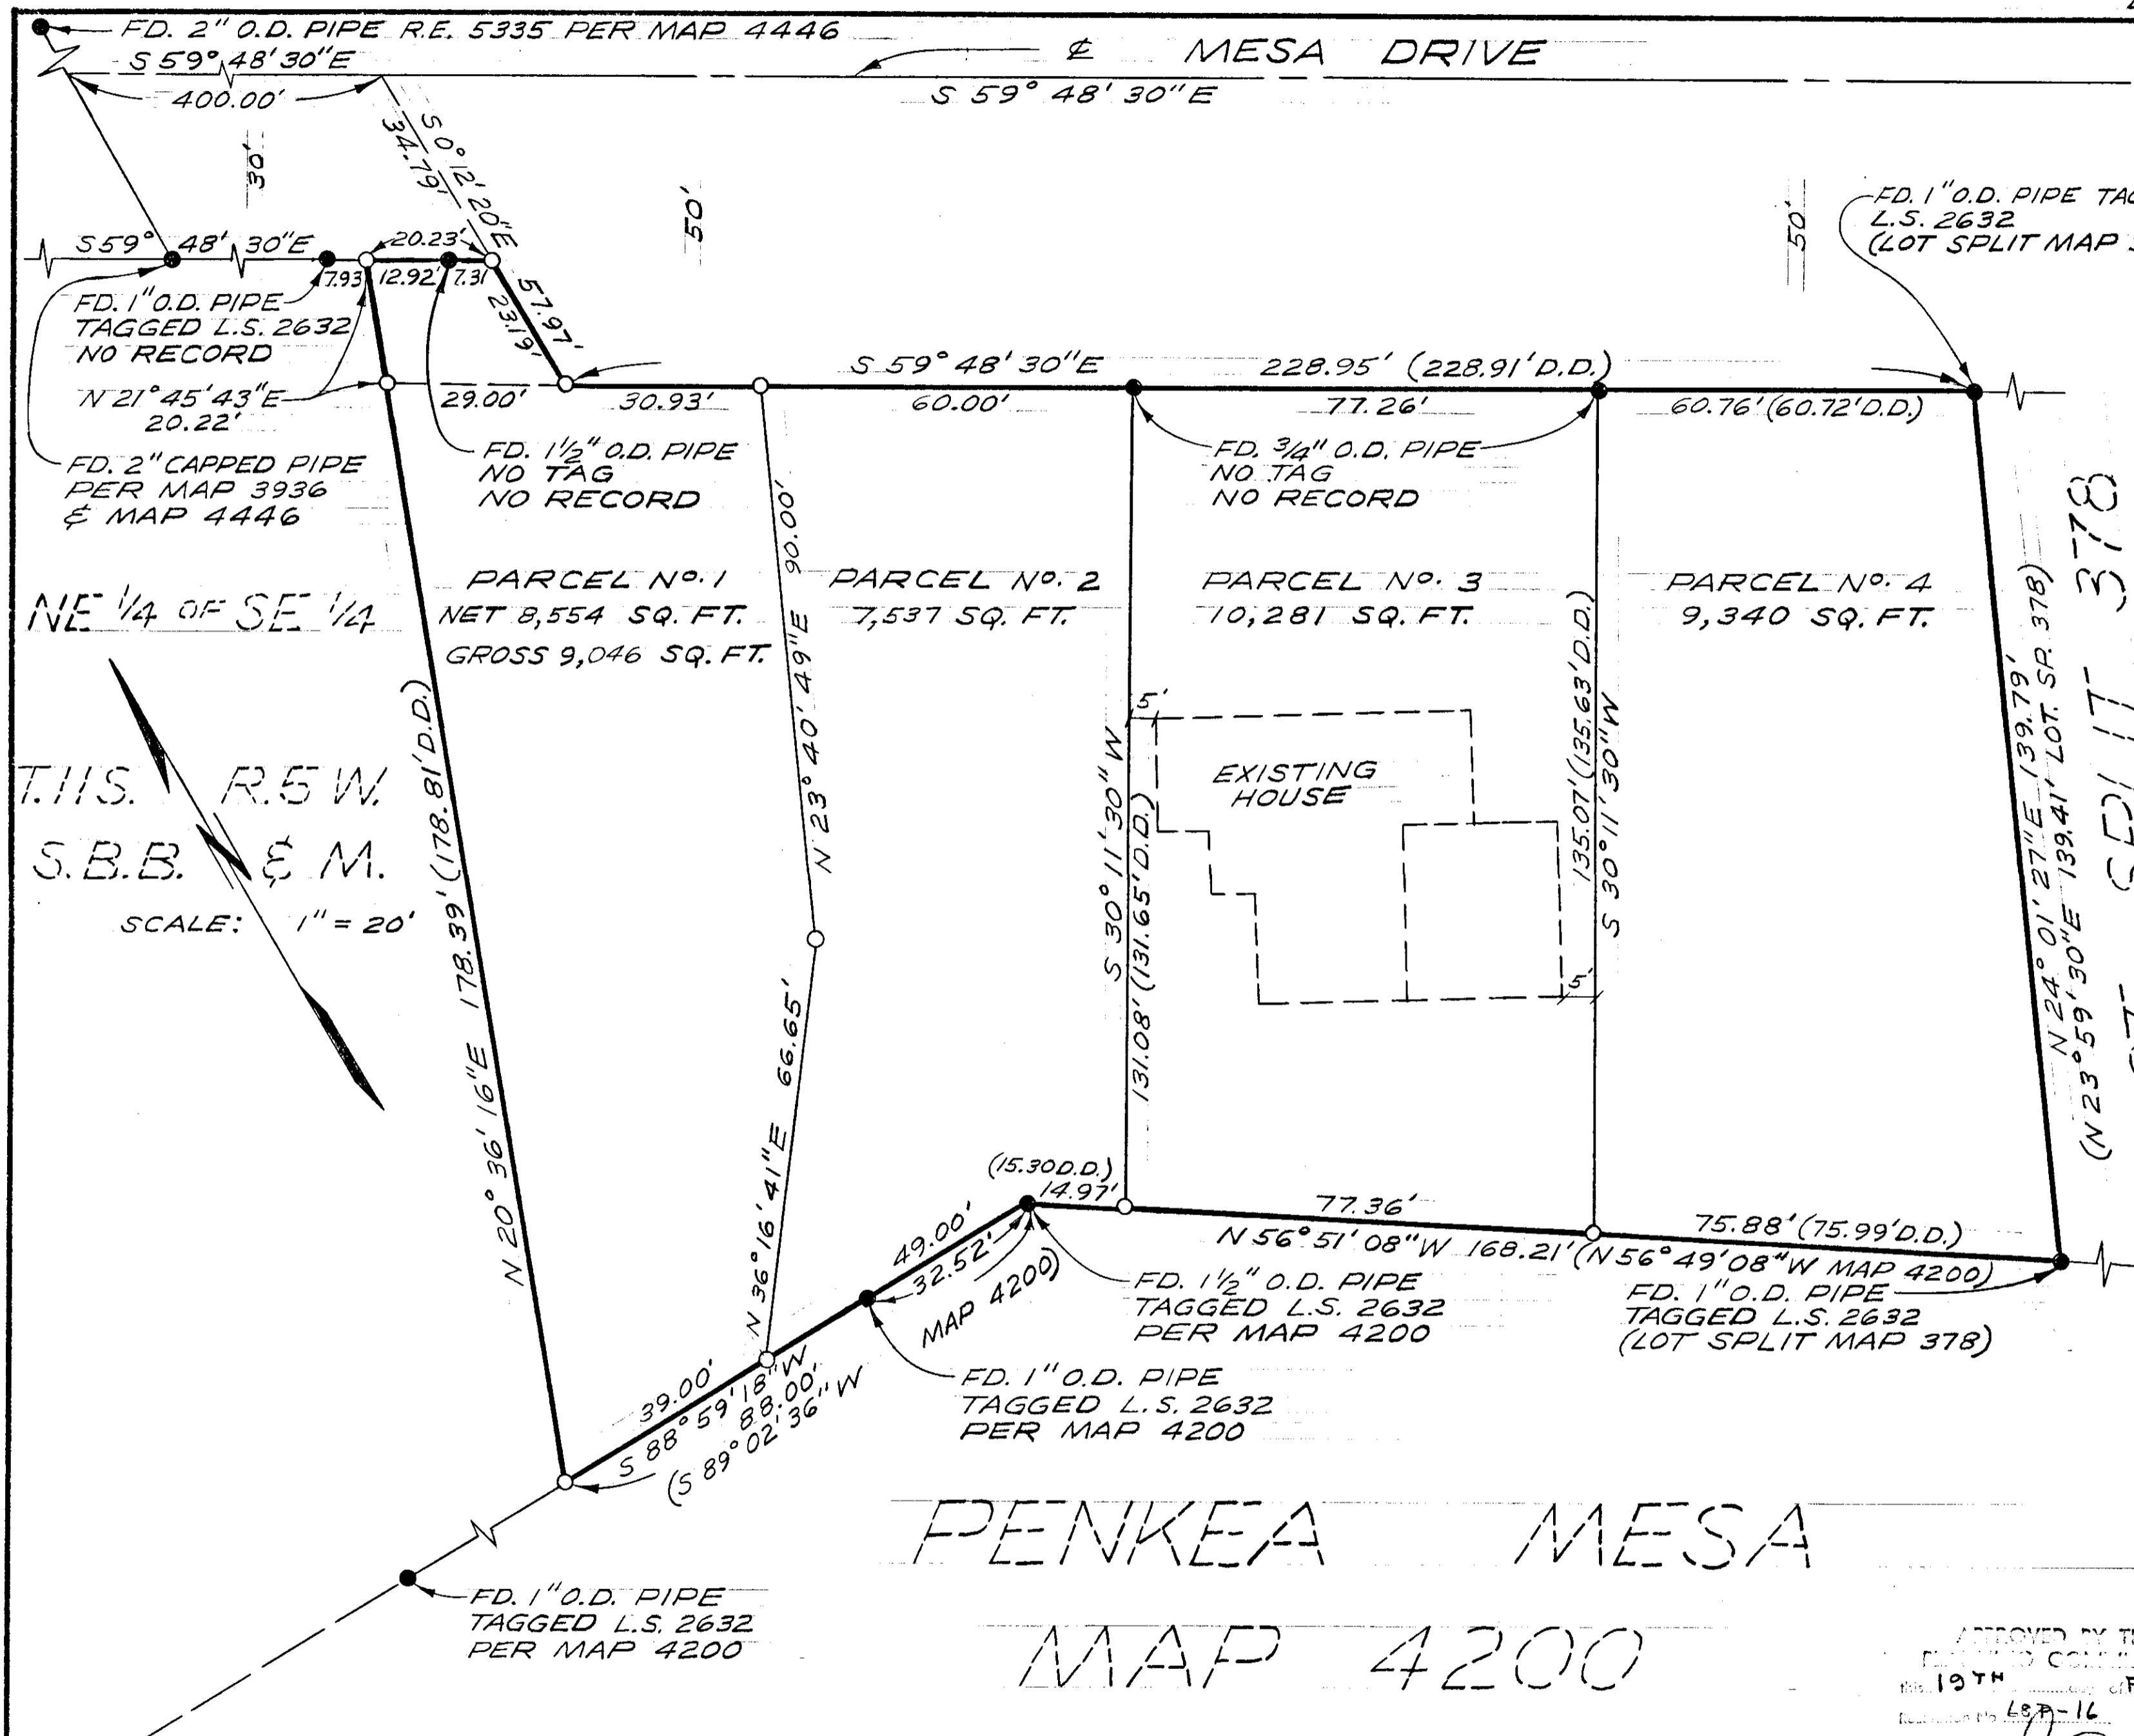 FD. 2" O.D. PIPE R.E. 5335 PER MAP 4446
S 59° 48' 30"E
400.00'
℄ MESA DRIVE
S 59° 48' 30"E
S 0° 12' 20"E
34.79'
30'
50'
50'
FD. 1" O.D. PIPE
L.S. 2632
(LOT SPLIT MAP
S 59° 48' 30"E
20.23'
7.93
12.92'
7.31
57.97'
23.19'
FD. 1" O.D. PIPE
TAGGED L.S. 2632
NO RECORD
N 21° 45' 43"E
20.22'
FD. 2" CAPPED PIPE
PER MAP 3936
& MAP 4446
29.00'
30.93'
S 59° 48' 30"E 228.95' (228.91' D.D.)
60.00'
77.26'
60.76' (60.72' D.D.)
FD. 1½" O.D. PIPE
NO TAG
NO RECORD
FD. ¾" O.D. PIPE
NO TAG
NO RECORD
NE ¼ OF SE ¼
PARCEL No. 1
NET 8,554 SQ. FT.
GROSS 9,046 SQ. FT.
PARCEL No. 2
7,537 SQ. FT.
PARCEL No. 3
10,281 SQ. FT.
PARCEL No. 4
9,340 SQ. FT.
T.11S. R.5 W.
S.B.B. & M.
N
SCALE: 1" = 20'
N 20° 36' 16"E 178.39' (178.81' D.D.)
N 23° 40' 49"E 90.00'
N 36° 16' 41"E 66.65'
S 30° 11' 30" W
131.08' (131.65' D.D.)
5'
EXISTING
HOUSE
5'
135.07' (135.63' D.D.)
S 30° 11' 30" W
N 24° 01' 27"E 139.79'
(N 23° 59' 30"E 139.41' LOT. SP. 378)
SPLIT 378
(15.30 D.D.)
14.97'
77.36'
75.88' (75.99' D.D.)
N 56° 51' 08" W 168.21' (N 56° 49' 08" W MAP 4200)
49.00'
32.52'
MAP 4200)
39.00'
S 88° 59' 18" W
88.00'
(S 89° 02' 36" W
FD. 1½" O.D. PIPE
TAGGED L.S. 2632
PER MAP 4200
FD. 1" O.D. PIPE
TAGGED L.S. 2632
(LOT SPLIT MAP 378)
FD. 1" O.D. PIPE
TAGGED L.S. 2632
PER MAP 4200
PENKEA MESA
MAP 4200
FD. 1" O.D. PIPE
TAGGED L.S. 2632
PER MAP 4200
APPROVED BY
19TH